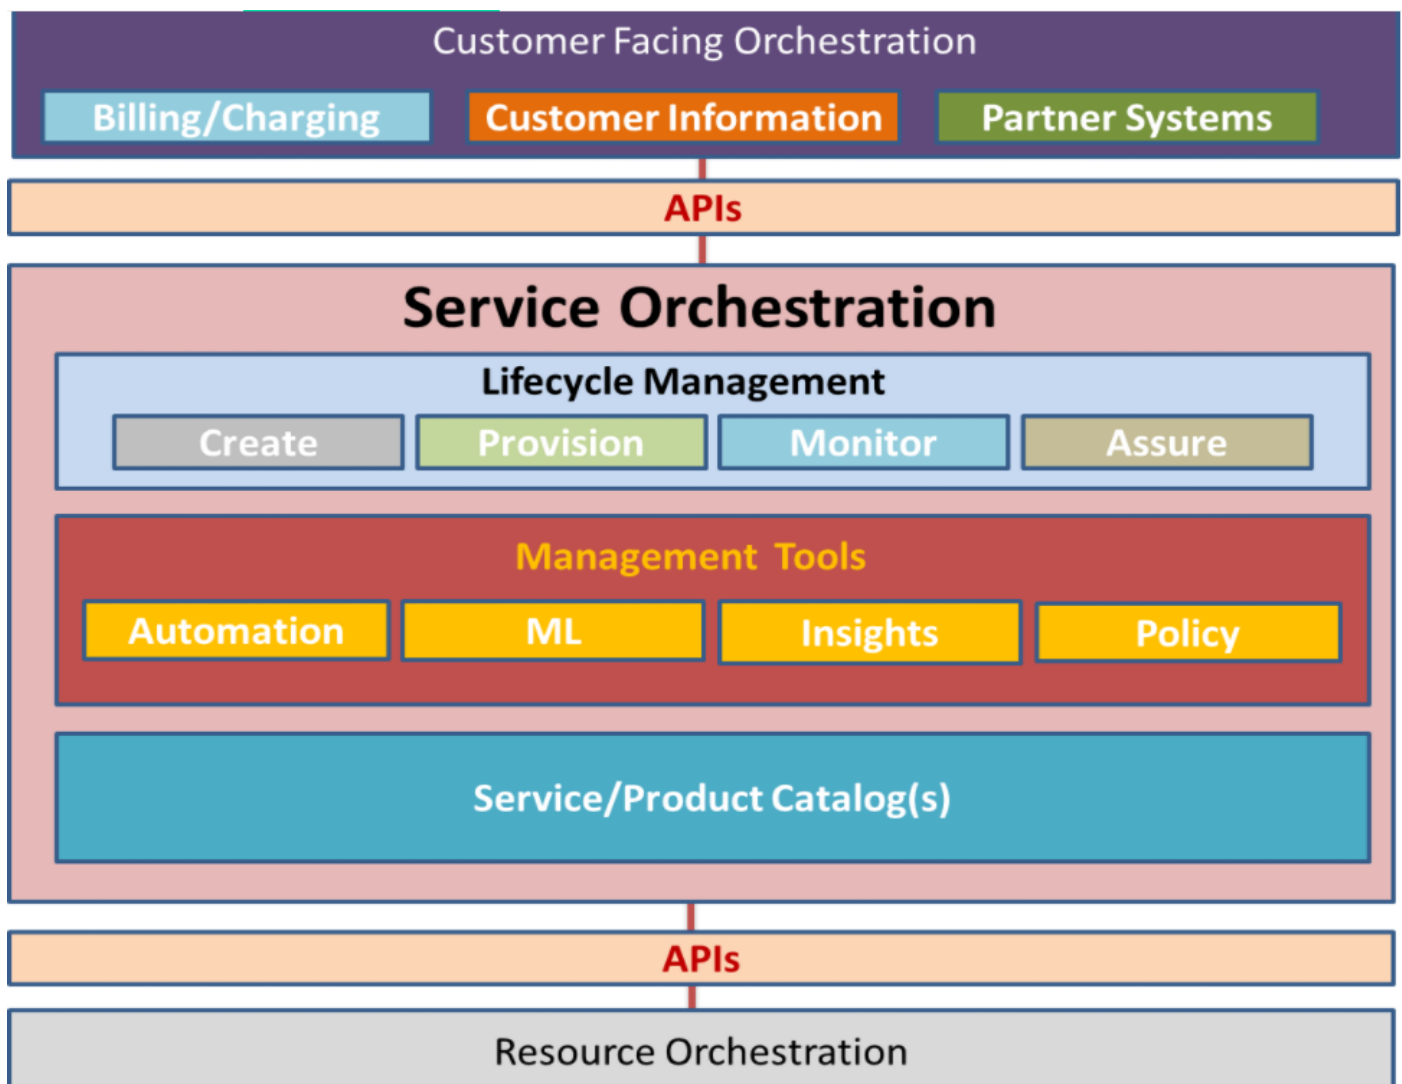 Customer Facing Orchestration
Billing/Charging Customer Information Partner Systems
APIs
Service Orchestration
Lifecycle Management
Create Provision Monitor Assure
Management Tools
Automation ML Insights Policy
Service/Product Catalog(s)
APIs
Resource Orchestration